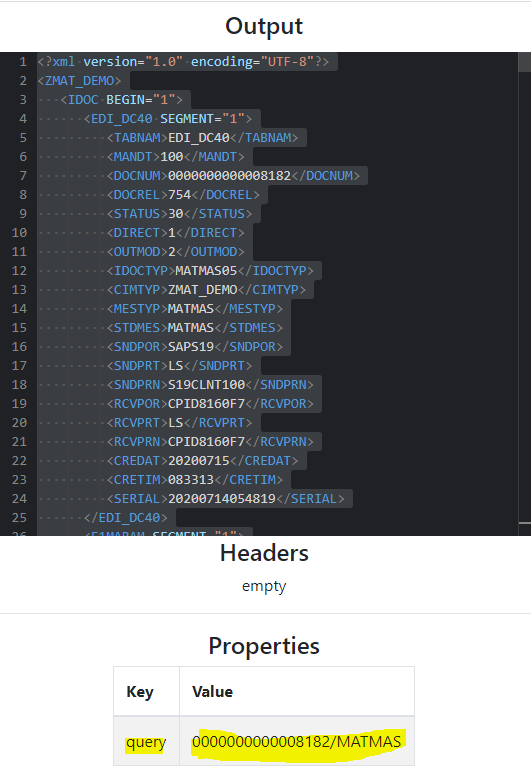 Output
1 <?xml version="1.0" encoding="UTF-8"?>
2 <ZMAT_DEMO>
3 <IDOC BEGIN="1">
4 <EDI_DC40 SEGMENT="1">
5 <TABNAM>EDI_DC40</TABNAM>
6 <MANDT>100</MANDT>
7 <DOCNUM>0000000000008182</DOCNUM>
8 <DOCREL>754</DOCREL>
9 <STATUS>30</STATUS>
10 <DIRECT>1</DIRECT>
11 <OUTMOD>2</OUTMOD>
12 <IDOCTYP>MATMAS05</IDOCTYP>
13 <CIMTYP>ZMAT_DEMO</CIMTYP>
14 <MESTYP>MATMAS</MESTYP>
15 <STDMES>MATMAS</STDMES>
16 <SNDPOR>SAPS19</SNDPOR>
17 <SNDPRT>LS</SNDPRT>
18 <SNDPRN>S19CLNT100</SNDPRN>
19 <RCVPOR>CPID8160F7</RCVPOR>
20 <RCVPRT>LS</RCVPRT>
21 <RCVPRN>CPID8160F7</RCVPRN>
22 <CREDAT>20200715</CREDAT>
23 <CRETIM>083313</CRETIM>
24 <SERIAL>20200714054819</SERIAL>
25 </EDI_DC40>
26 <E1MARAM SEGMENT="1">
Headers
empty
Properties
Key Value
query 0000000000008182/MATMAS